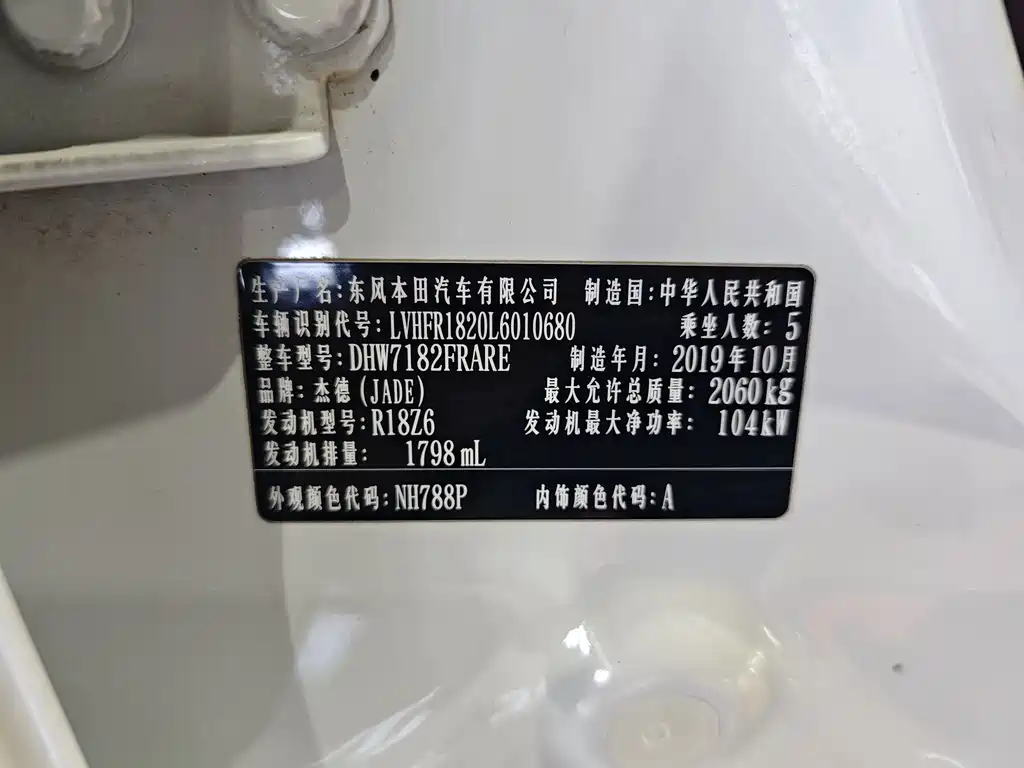 生产厂名:东风本田汽车有限公司 制造国:中华人民共和国
车辆识别代号:LVHFR1820L6010680 乘坐人数:5
整车型号:DHW7182FRARE 制造年月:2019年10月
品牌:杰德(JADE) 最大允许总质量:2060kg
发动机型号:R18Z6 发动机最大净功率:104kW
发动机排量: 1798mL
外观颜色代码:NH788P 内饰颜色代码:A